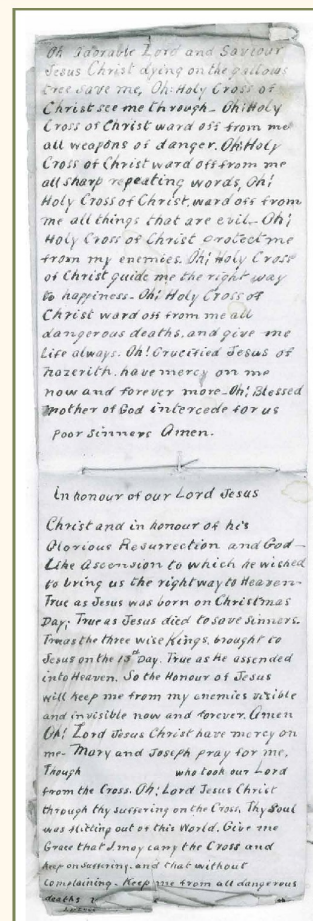 Oh Adorable Lord and Saviour
Jesus Christ dying on the gallows
tree save me, Oh! Holy Cross of
Christ see me through - Oh! Holy
Cross of Christ ward off from me
all weapons of danger. Oh! Holy
Cross of Christ ward off from me
all sharp repeating words, Oh!
Holy Cross of Christ, ward off from
me all things that are evil - Oh!
Holy Cross of Christ protect me
from my enemies. Oh! Holy Cross
of Christ guide me the right way
to happiness - Oh! Holy Cross of
Christ ward off from me all
dangerous deaths, and give me
life always. Oh! Crucified Jesus of
nazerith, have mercy on me
now and forever more - Oh! Blessed
mother of God intercede for us
Poor Sinners Amen.
In honour of our Lord Jesus
Christ and in honour of his
Glorious Resurrection and God -
Like Ascension to which he wished
to bring us the right way to Heaven -
True as Jesus was born on Christmas
Day; True as Jesus died to save Sinners.
True as the three wise Kings, brought to
Jesus on the 13th Day. True as He assended
into Heaven. So the Honour of Jesus
will keep me from my enemies visible
and invisible now and forever. Amen
Oh! Lord Jesus Christ have mercy on
me - Mary and Joseph pray for me,
Though who took our Lord
from the Cross. Oh! Lord Jesus Christ
through thy suffering on the Cross, Thy Soul
was flitting out of this World. Give me
Grace that I may cary the Cross and
keep on suffering, and that without
complaining - Keep me from all dangerous
deaths